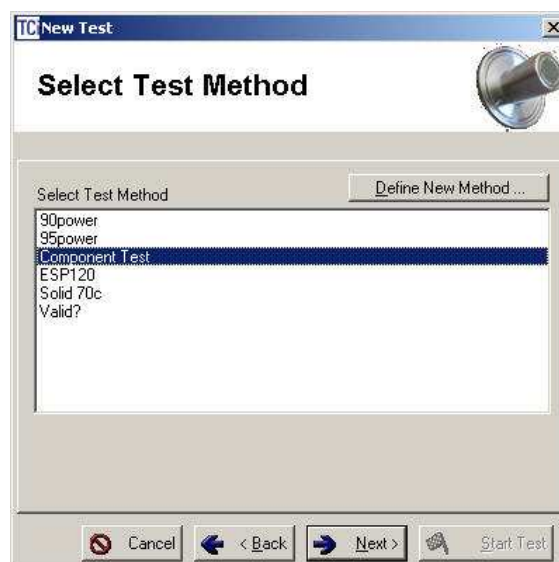 TC New Test
Select Test Method
Select Test Method
Define New Method ...
90power
95power
Component Test
ESP120
Solid 70c
Valid?
Cancel
< Back
Next >
Start Test